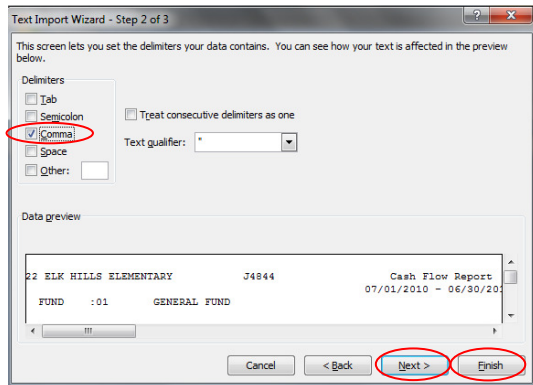 Text Import Wizard - Step 2 of 3
This screen lets you set the delimiters your data contains. You can see how your text is affected in the preview
below.
Delimiters
Tab
Semicolon
Comma
Space
Other:
Treat consecutive delimiters as one
Text qualifier: "
Data preview
22 ELK HILLS ELEMENTARY J4844 Cash Flow Report
07/01/2010 - 06/30/201
FUND :01 GENERAL FUND
Cancel < Back Next > Finish